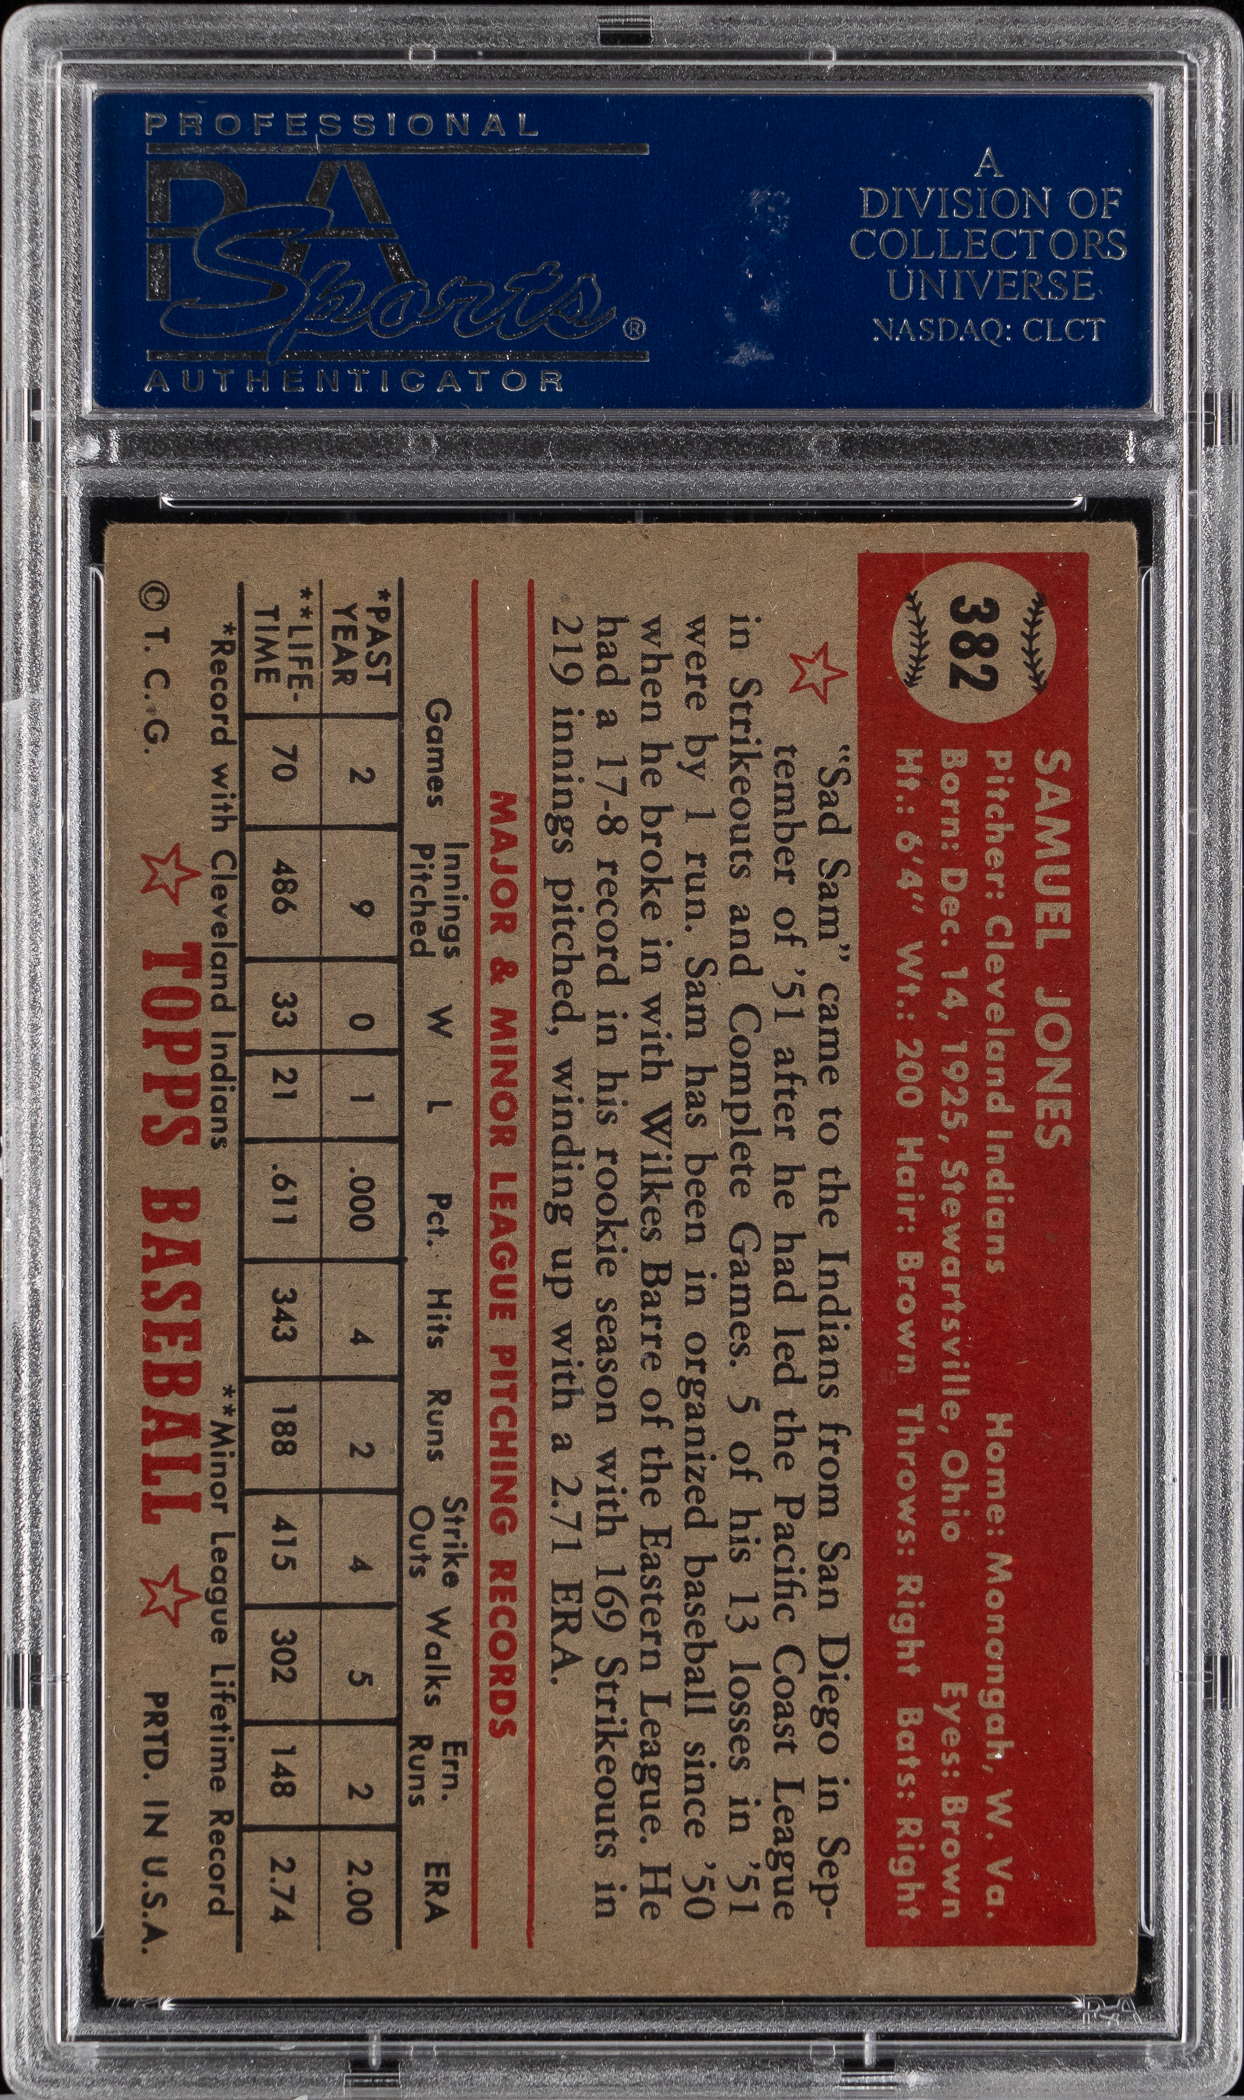 PROFESSIONAL
PSA
Sports®
AUTHENTICATOR
A
DIVISION OF
COLLECTORS
UNIVERSE
NASDAQ: CLCT
382
SAMUEL JONES
Pitcher: Cleveland Indians Home: Monongah, W. Va.
Born: Dec. 14, 1925, Stewartsville, Ohio Eyes: Brown
Ht.: 6'4" Wt.: 200 Hair: Brown Throws: Right Bats: Right
"Sad Sam" came to the Indians from San Diego in Sep-
tember of '51 after he had led the Pacific Coast League
in Strikeouts and Complete Games. 5 of his 13 losses in '51
were by 1 run. Sam has been in organized baseball since '50
when he broke in with Wilkes Barre of the Eastern League. He
had a 17-8 record in his rookie season with 169 Strikeouts in
219 innings pitched, winding up with a 2.71 ERA.
MAJOR & MINOR LEAGUE PITCHING RECORDS
Games Innings Pitched W L Pct. Hits Runs Strike Outs Walks Ern. Runs ERA
*PAST YEAR 2 9 0 1 .000 4 2 4 5 2 2.00
**LIFE-TIME 70 486 33 21 .611 343 188 415 302 148 2.74
*Record with Cleveland Indians **Minor League Lifetime Record
© T. C. G. TOPPS BASEBALL PRTD. IN U.S.A.
PSA